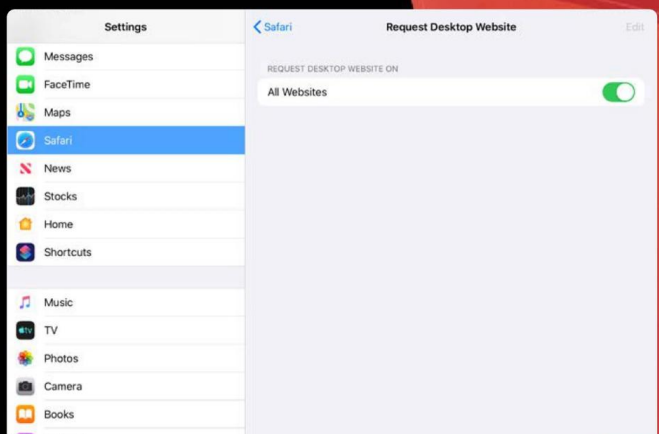 Settings
Messages
FaceTime
Maps
Safari
News
Stocks
Home
Shortcuts
Music
tv
TV
Photos
Camera
Books
Safari
Request Desktop Website
Edit
REQUEST DESKTOP WEBSITE ON
All Websites